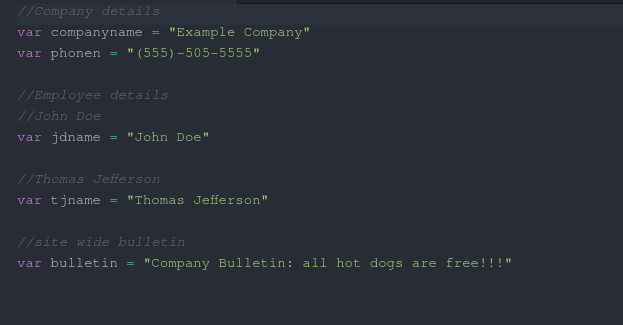 //Company details
var companyname = "Example Company"
var phonen = "(555)-505-5555"
//Employee details
//John Doe
var jdname = "John Doe"
//Thomas Jefferson
var tjname = "Thomas Jefferson"
//site wide bulletin
var bulletin = "Company Bulletin: all hot dogs are free!!!"